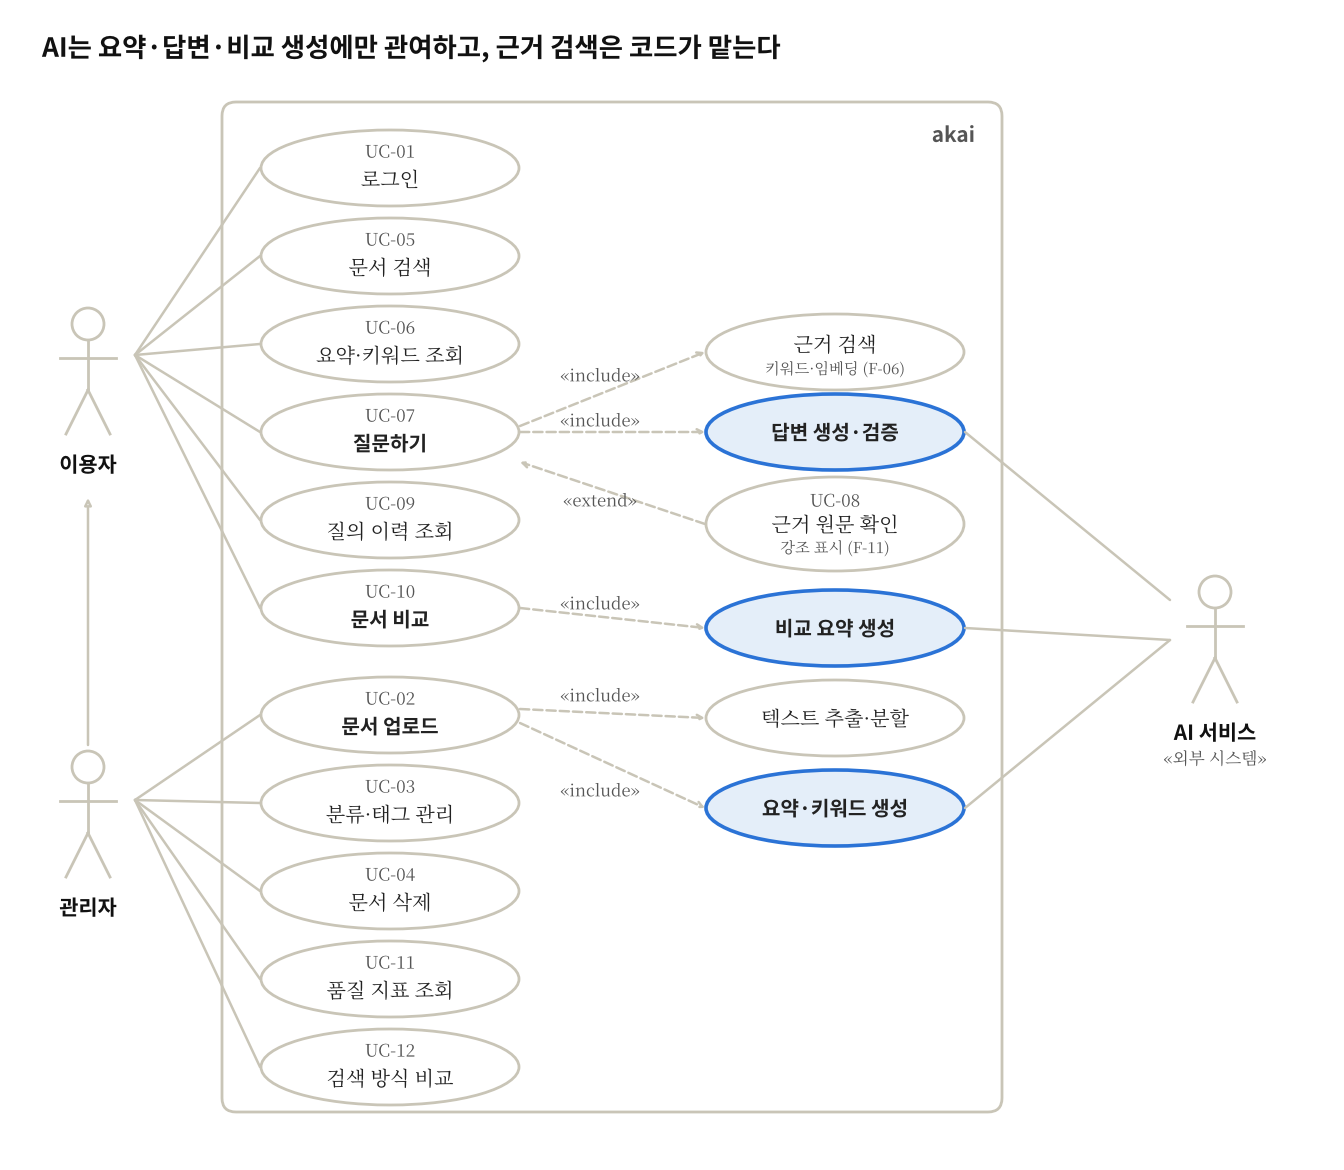 AI는 요약·답변·비교 생성에만 관여하고, 근거 검색은 코드가 맡는다
akai
UC-01
로그인
UC-05
문서 검색
UC-06
요약·키워드 조회
UC-07
질문하기
UC-09
질의 이력 조회
UC-10
문서 비교
UC-02
문서 업로드
UC-03
분류·태그 관리
UC-04
문서 삭제
UC-11
품질 지표 조회
UC-12
검색 방식 비교
«include»
«include»
«extend»
«include»
«include»
«include»
근거 검색
키워드·임베딩 (F-06)
답변 생성·검증
UC-08
근거 원문 확인
강조 표시 (F-11)
비교 요약 생성
텍스트 추출·분할
요약·키워드 생성
이용자
관리자
AI 서비스
«외부 시스템»